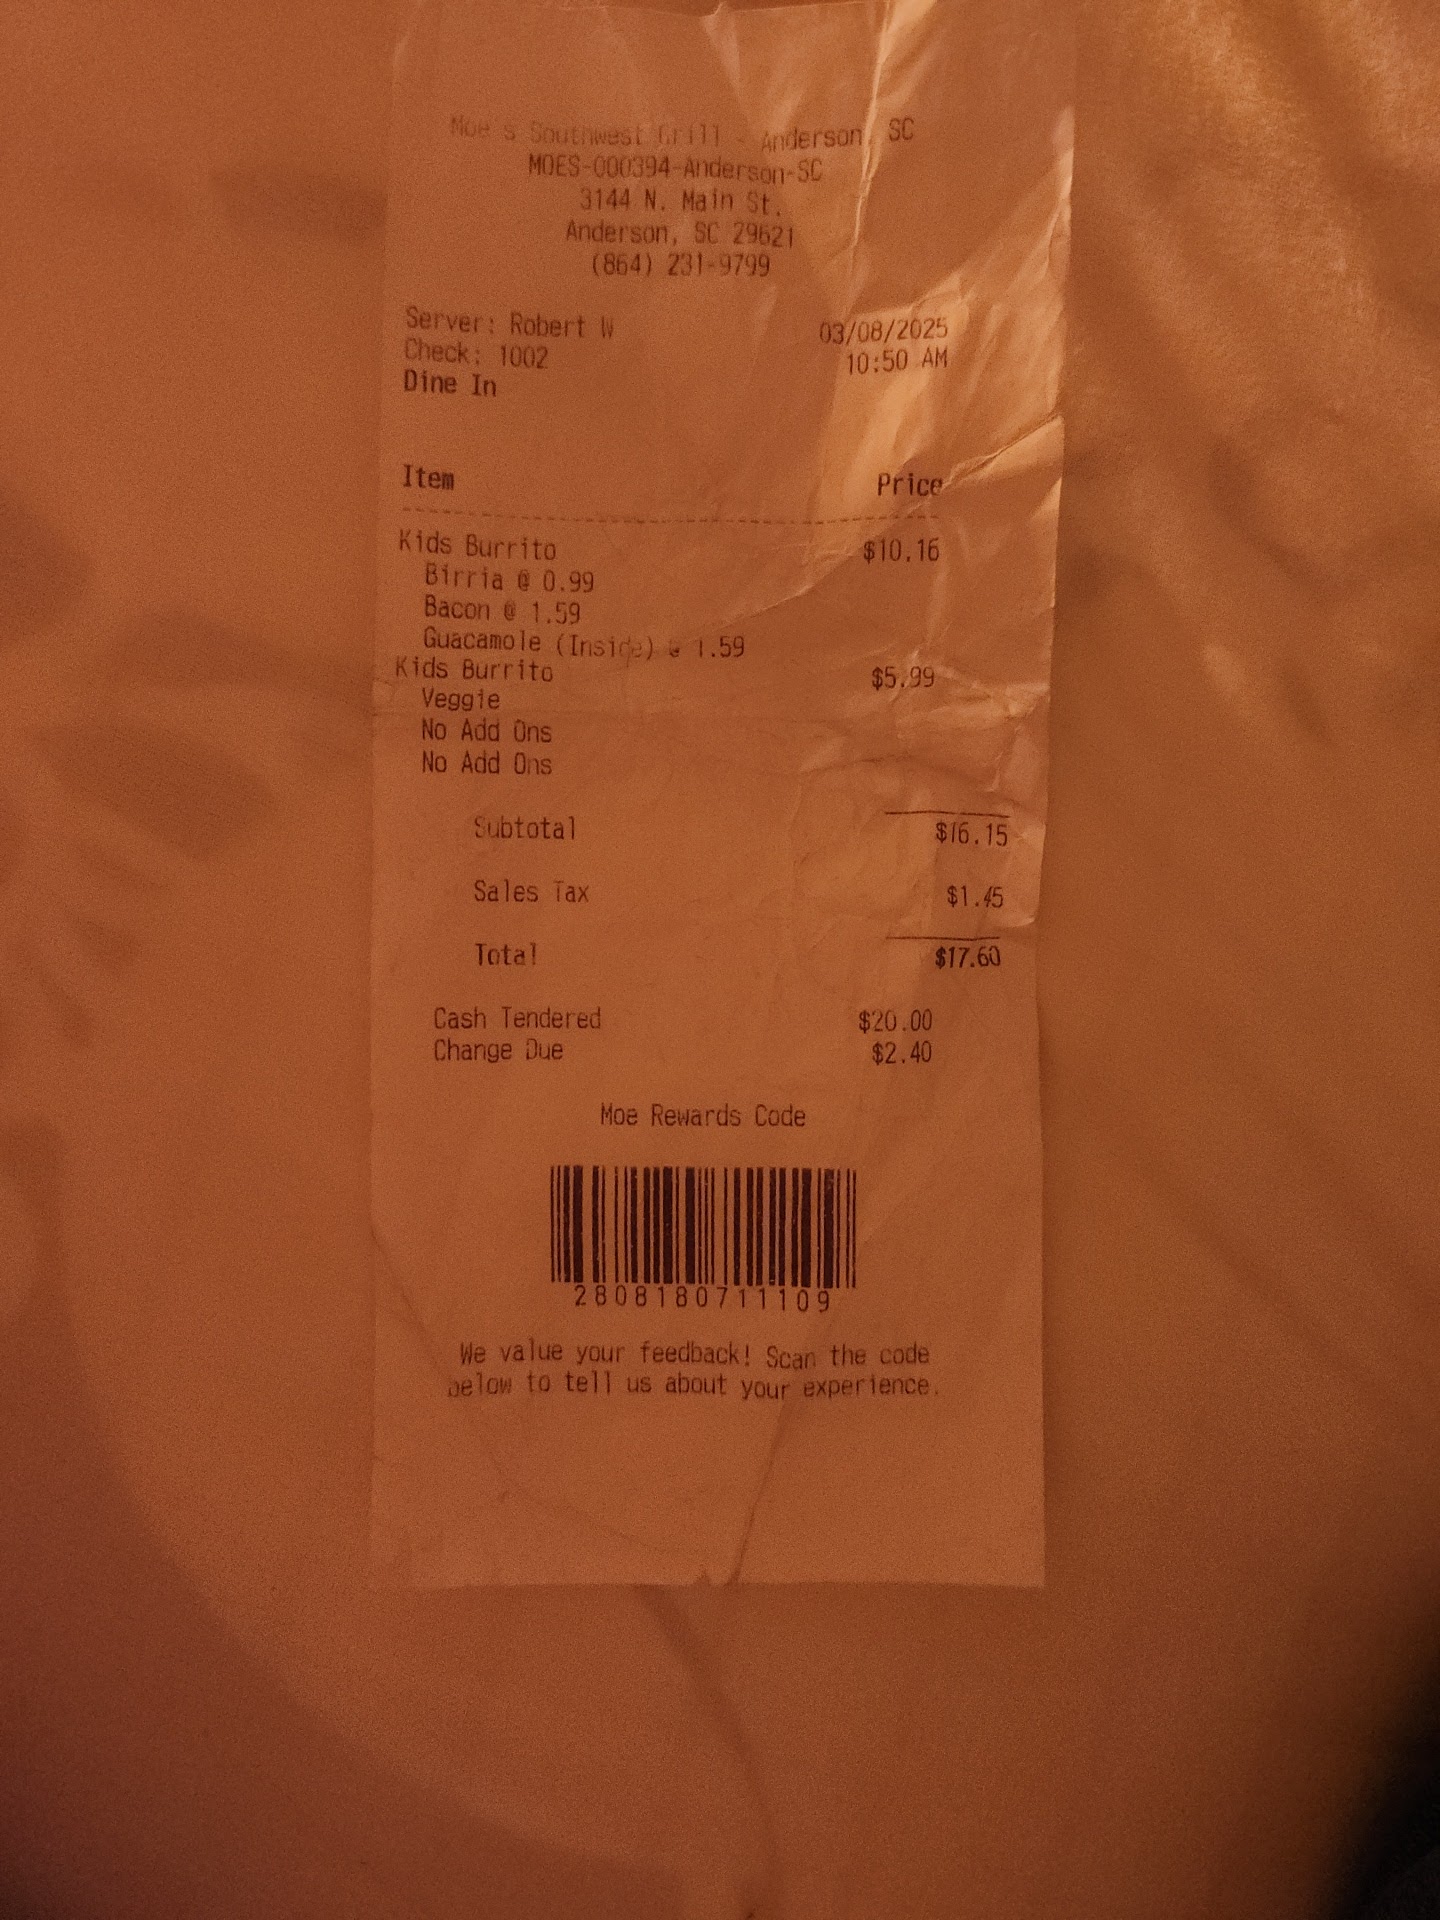 Moe s Southwest Grill - Anderson, SC
MOES-000394-Anderson-SC
3144 N. Main St.
Anderson, SC 29621
(864) 231-9799
Server: Robert W 03/08/2025
Check: 1002 10:50 AM
Dine In
Item Price
Kids Burrito $10.16
Birria @ 0.99
Bacon @ 1.59
Guacamole (Inside) @ 1.59
Kids Burrito $5.99
Veggie
No Add Ons
No Add Ons
Subtotal $16.15
Sales Tax $1.45
Total $17.60
Cash Tendered $20.00
Change Due $2.40
Moe Rewards Code
2808180711109
We value your feedback! Scan the code
below to tell us about your experience.